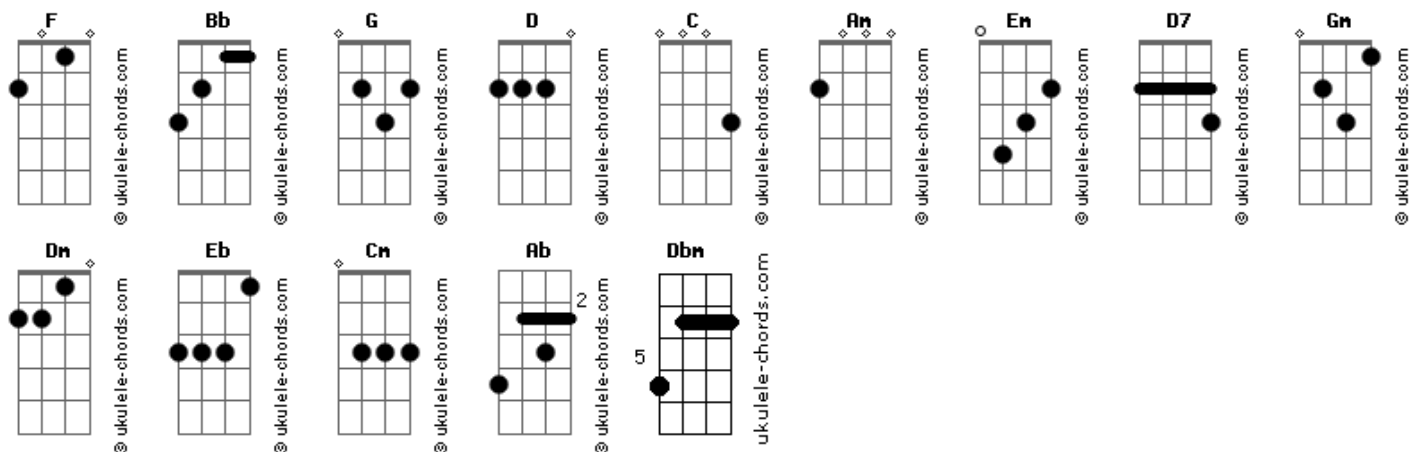 F Bb G D C Am Em D7 Gm
© ukulele-chords.com © ukulele-chords.com © ukulele-chords.com © ukulele-chords.com © ukulele-chords.com © ukulele-chords.com © ukulele-chords.com © ukulele-chords.com © ukulele-chords.com
Dm Eb Cm Ab Dbm
2
5
© ukulele-chords.com © ukulele-chords.com © ukulele-chords.com © ukulele-chords.com ukulele-chords.com